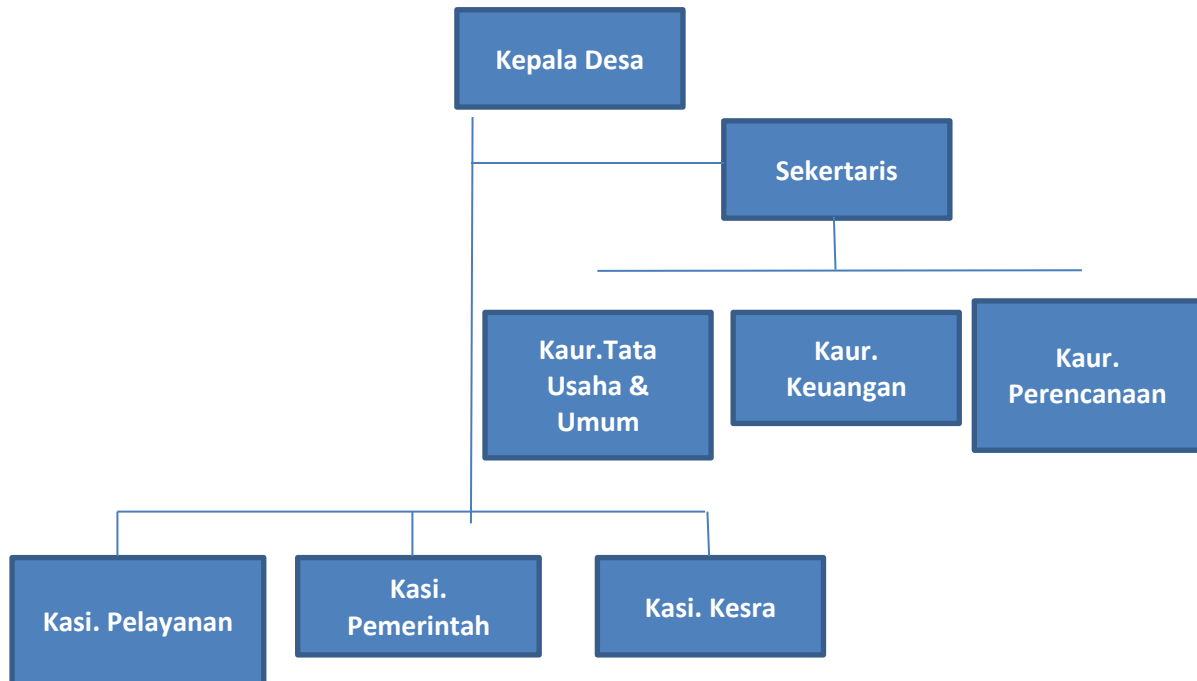 Kepala Desa
Sekertaris
Kaur.Tata
Usaha &
Umum
Kaur.
Keuangan
Kaur.
Perencanaan
Kasi. Pelayanan
Kasi.
Pemerintah
Kasi. Kesra